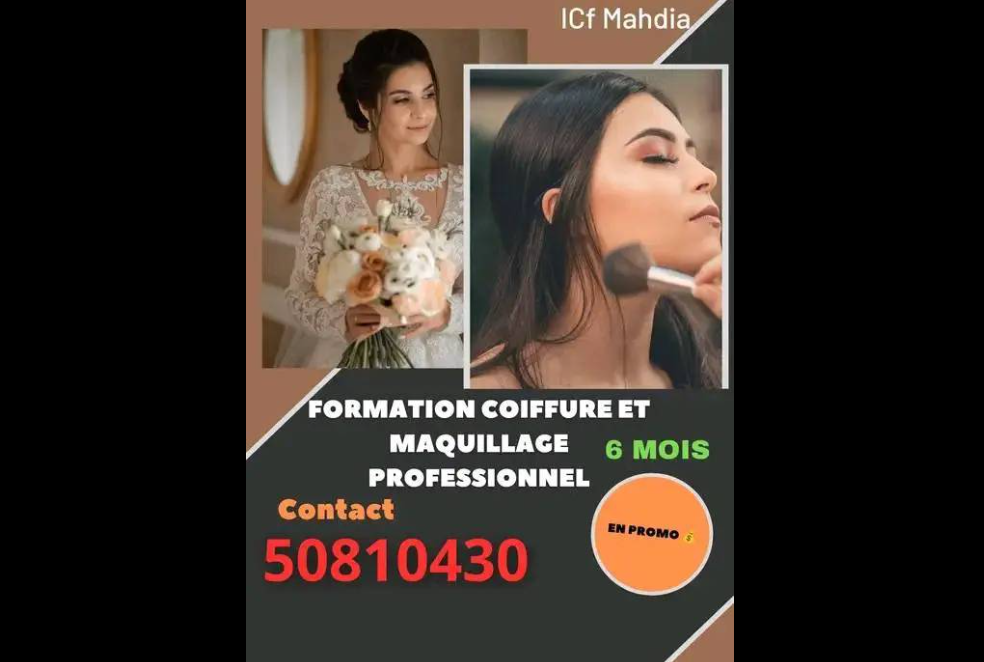 ICf Mahdia
FORMATION COIFFURE ET
MAQUILLAGE
6 MOIS
PROFESSIONNEL
Contact
EN PROMO 💰
50810430